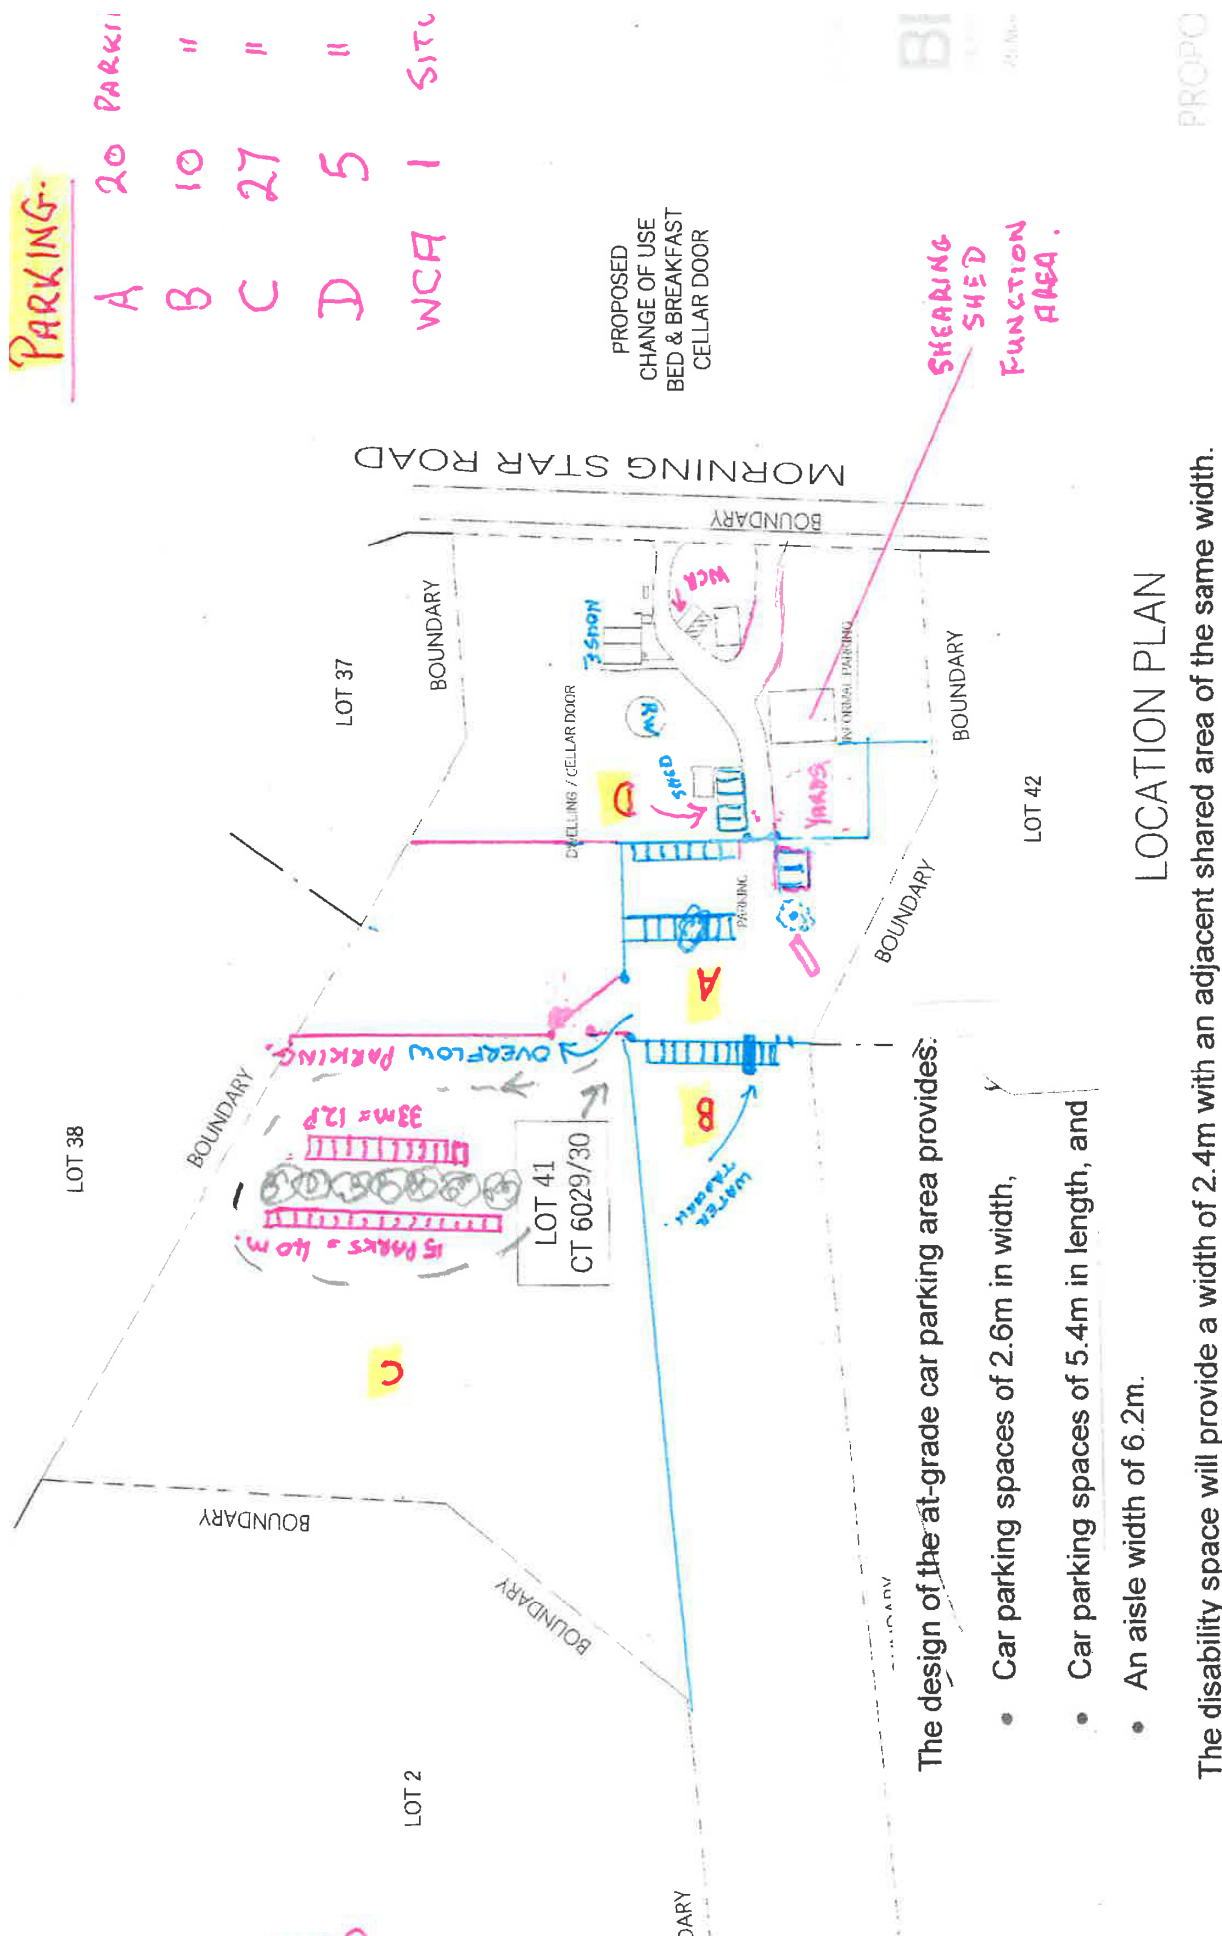 PARKING.
A 20 PARKI
B 10 "
C 27 "
D 5 "
WCA 1 SITU
PROPOSED
CHANGE OF USE
BED & BREAKFAST
CELLAR DOOR
SHEARING
SHED
FUNCTION
AREA.
MORNING STAR ROAD
BOUNDARY
LOT 37
BOUNDARY
HOUSE
WCA
RW
DWELLING / CELLAR DOOR
D
SHED
INFORMAL PARKING
YARDS
BOUNDARY
LOT 42
BOUNDARY
PARKING
A
OVERFLOW PARKING.
B
WATER
LOT 38
BOUNDARY
33m = 12P
15 PARKS = 40 m.
LOT 41
CT 6029/30
C
BOUNDARY
BOUNDARY
LOT 2
DARY
LOCATION PLAN
PROPO
The design of the at-grade car parking area provides:
• Car parking spaces of 2.6m in width,
• Car parking spaces of 5.4m in length, and
• An aisle width of 6.2m.
The disability space will provide a width of 2.4m with an adjacent shared area of the same width.